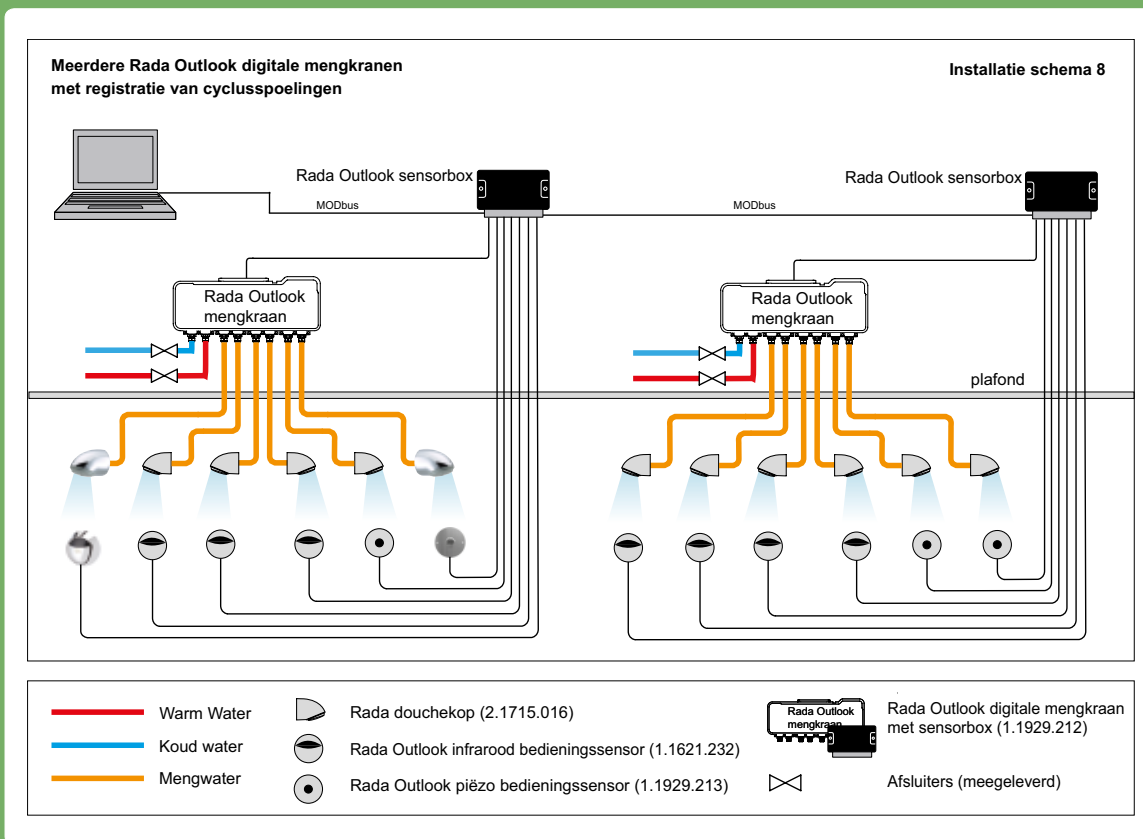 Meerdere Rada Outlook digitale mengkranen
met registratie van cyclusspoelingen
Installatie schema 8
Rada Outlook sensorbox
Rada Outlook sensorbox
MODbus
MODbus
Rada Outlook
mengkraan
Rada Outlook
mengkraan
plafond
Warm Water
Koud water
Mengwater
Rada douchekop (2.1715.016)
Rada Outlook infrarood bedieningssensor (1.1621.232)
Rada Outlook piëzo bedieningssensor (1.1929.213)
Rada Outlook
mengkraan
Rada Outlook digitale mengkraan
met sensorbox (1.1929.212)
Afsluiters (meegeleverd)